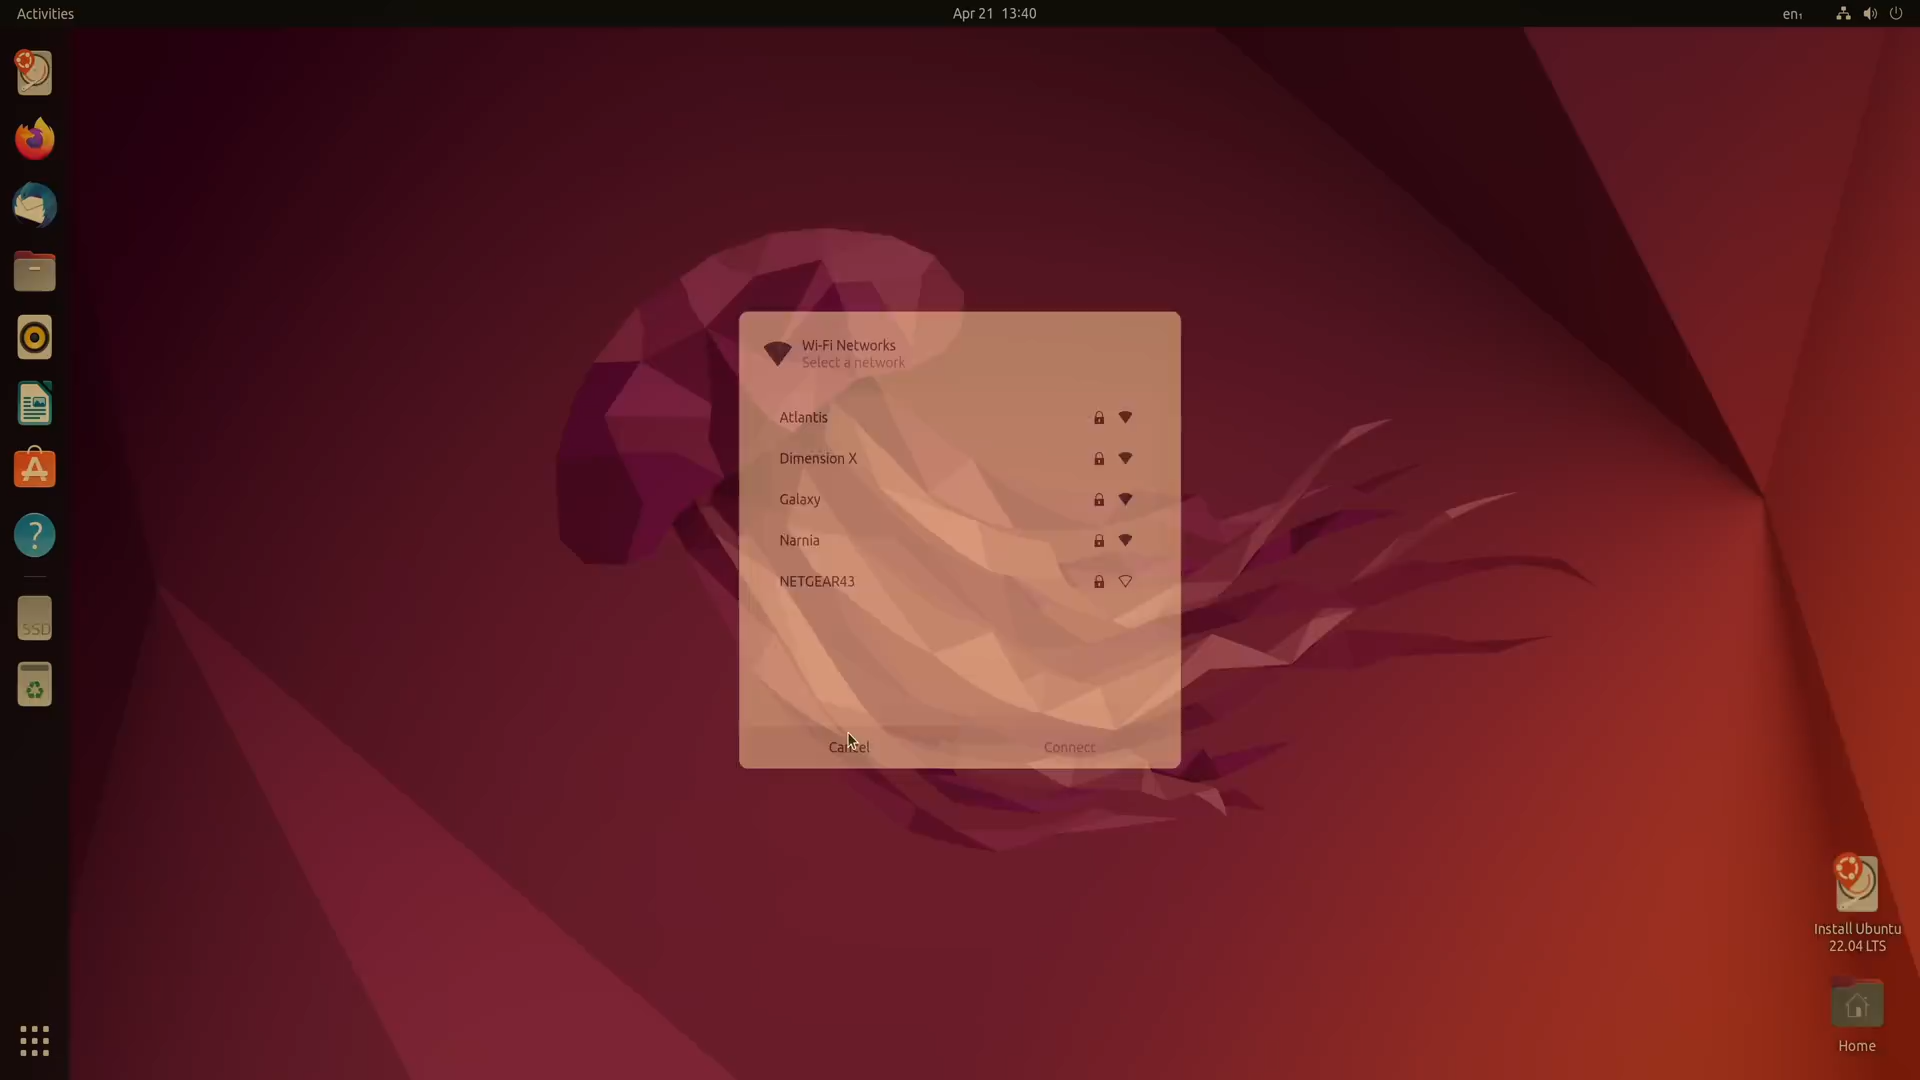 Activities
Apr 21 13:40
en₁
Wi-Fi Networks
Select a network
Atlantis
Dimension X
Galaxy
Narnia
NETGEAR43
SSD
Cancel
Connect
Install Ubuntu
22.04 LTS
Home